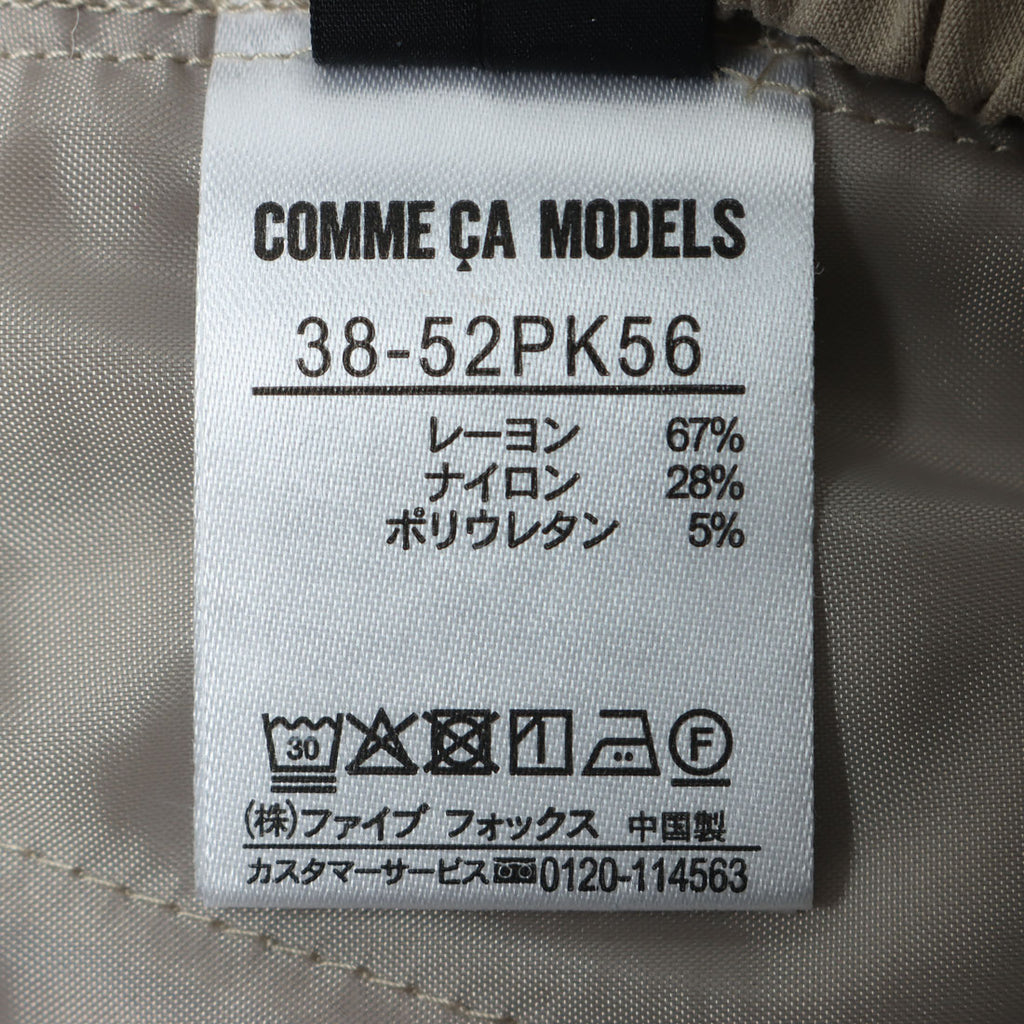 COMME ÇA MODELS
38-52PK56
レーヨン 67%
ナイロン 28%
ポリウレタン 5%
30 F
(株)ファイブ フォックス 中国製
カスタマーサービス 0120-114563